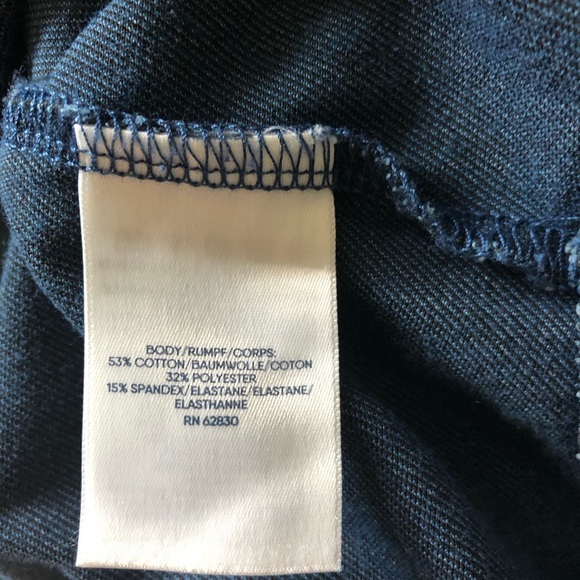 BODY/RUMPF/CORPS:
53% COTTON/BAUMWOLLE/COTON
32% POLYESTER
15% SPANDEX/ELASTANE/ELASTANE/
ELASTHANNE
RN 62830